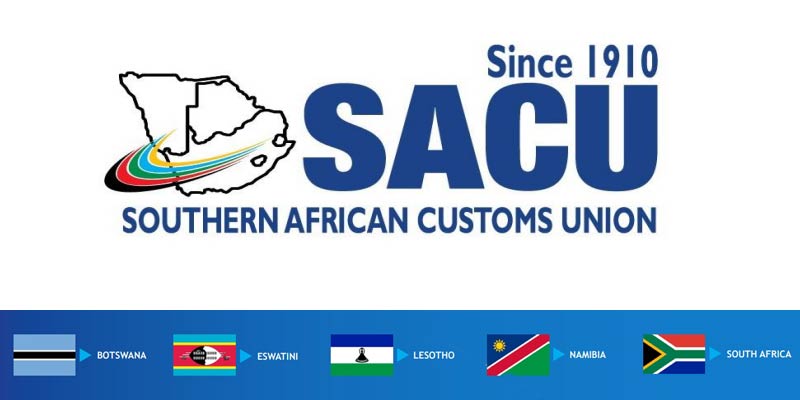 Since 1910
SACU
SOUTHERN AFRICAN CUSTOMS UNION
BOTSWANA
ESWATINI
LESOTHO
NAMIBIA
SOUTH AFRICA